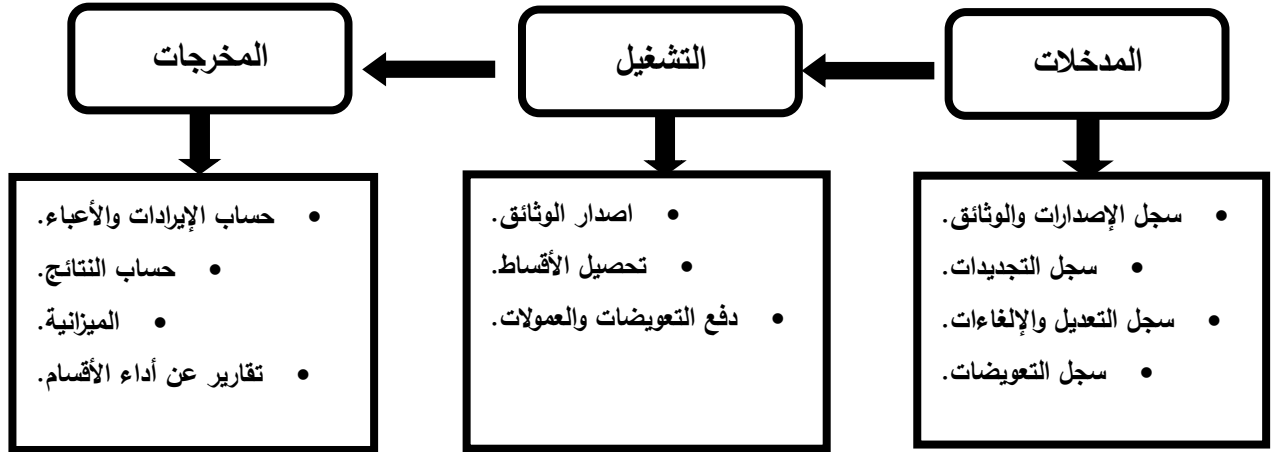 المدخلات
التشغيل
المخرجات
• سجل الإصدارات والوثائق.
• سجل التجديدات.
• سجل التعديل والإلغاءات.
• سجل التعويضات.
• اصدار الوثائق.
• تحصيل الأقساط.
• دفع التعويضات والعمولات.
• حساب الإيرادات والأعباء.
• حساب النتائج.
• الميزانية.
• تقارير عن أداء الأقسام.